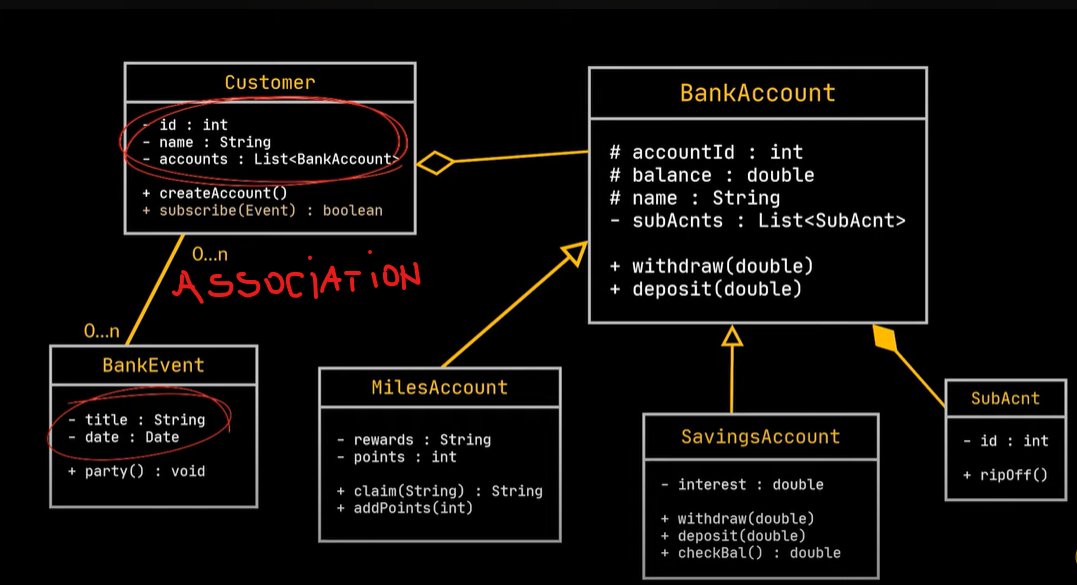 Customer
- id : int
- name : String
- accounts : List<BankAccount>
+ createAccount()
+ subscribe(Event) : boolean
BankAccount
# accountId : int
# balance : double
# name : String
- subAcnts : List<SubAcnt>
+ withdraw(double)
+ deposit(double)
0...n
ASSOCIATION
0...n
BankEvent
- title : String
- date : Date
+ party() : void
MilesAccount
- rewards : String
- points : int
+ claim(String) : String
+ addPoints(int)
SavingsAccount
- interest : double
+ withdraw(double)
+ deposit(double)
+ checkBal() : double
SubAcnt
- id : int
+ ripOff()